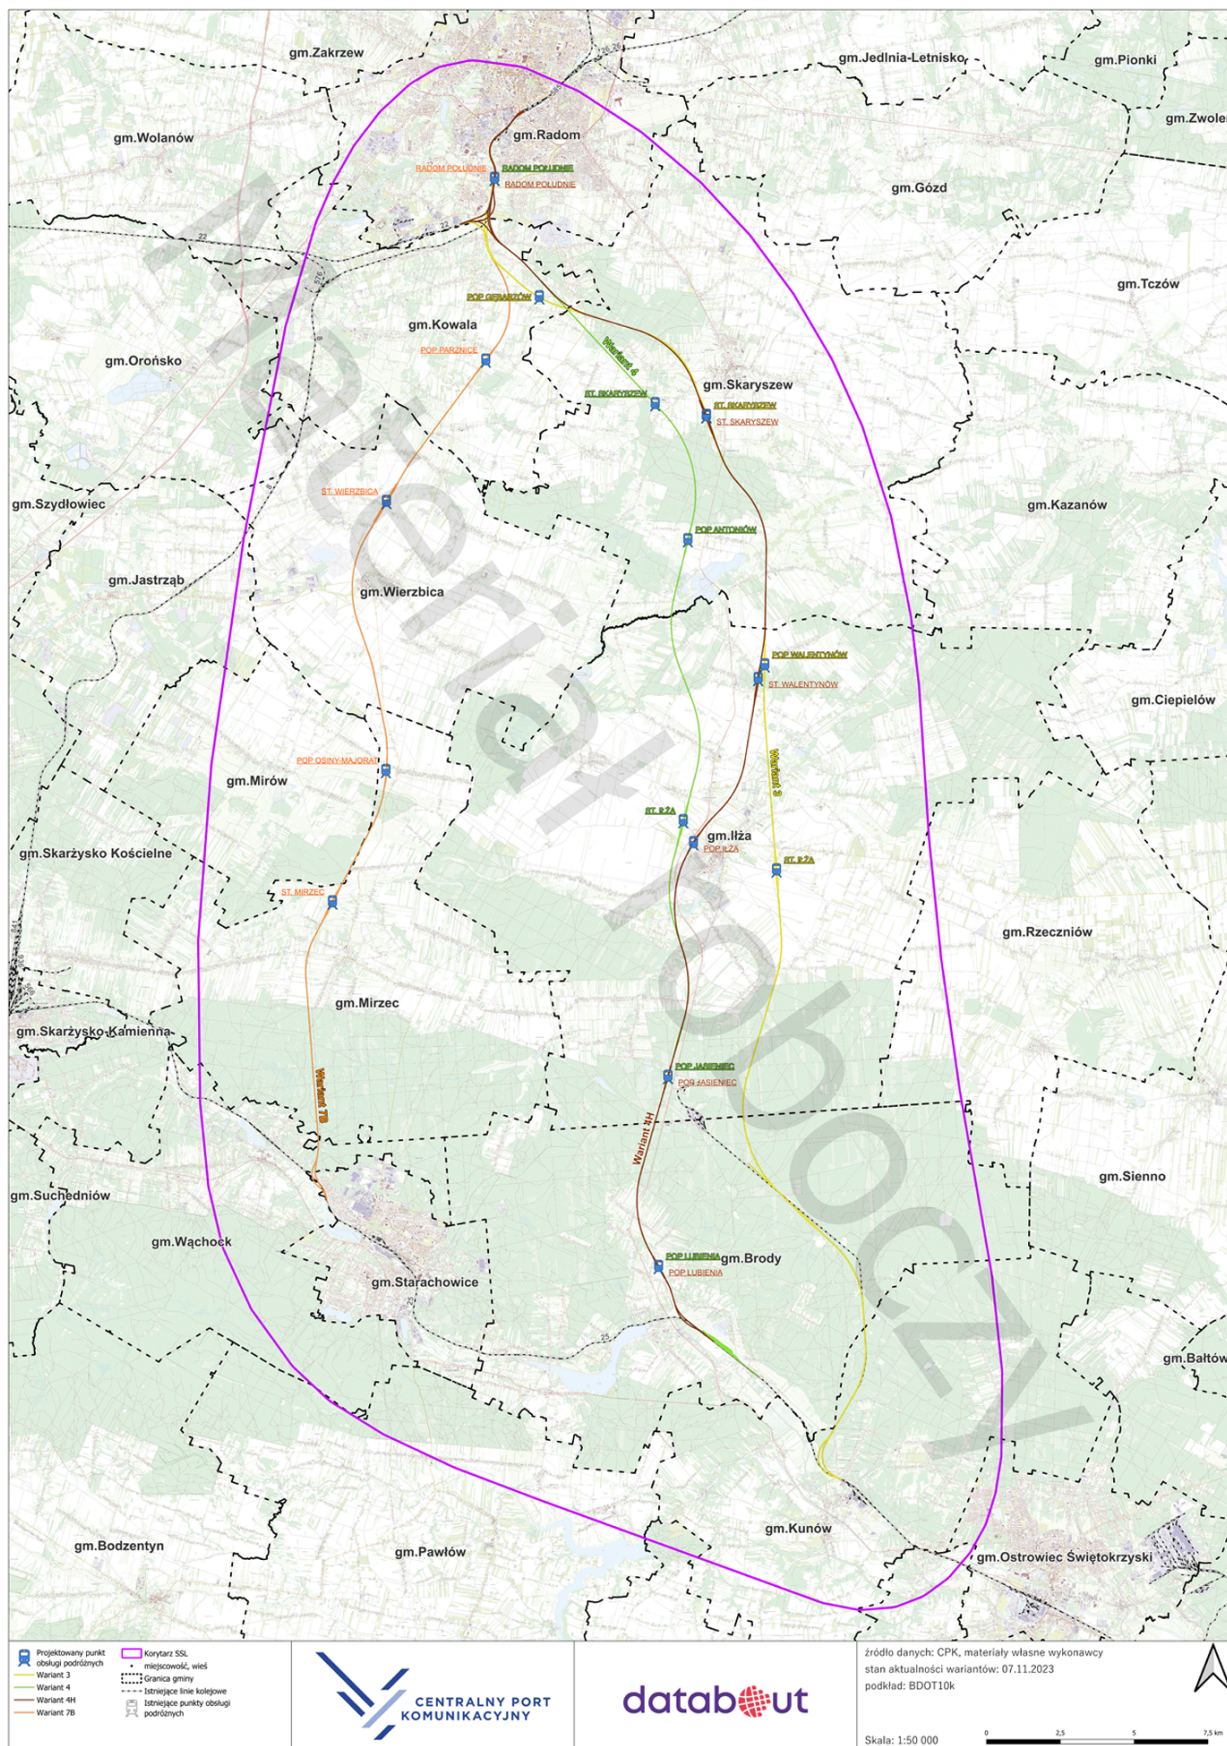 gm.Zakrzew
gm.Jedlnia-Letnisko
gm.Pionki
gm.Wolanów
gm.Radom
RADOM POŁUDNIE
RADOM POŁUDNIE
RADOM POŁUDNIE
gm.Gózd
22
22
576
gm.Tczów
POP GĘBARZÓW
gm.Kowala
8
gm.Orońsko
POP PARZNICE
Wariant 4
gm.Skaryszew
ST. SKARYSZEW
ST. SKARYSZEW
ST. SKARYSZEW
ST. WIERZBICA
8
gm.Szydłowiec
gm.Kazanów
POP ANTONIÓW
gm.Jastrząb
gm.Wierzbica
POP WALENTYNÓW
ST. WALENTYNÓW
gm.Ciepielów
POP OSINY-MAJORAT
Wariant 3
gm.Mirów
ST. IŁŻA
gm.Iłża
POP IŁŻA
gm.Skarżysko Kościelne
ST. IŁŻA
ST. MIRZEC
gm.Rzeczniów
gm.Mirzec
gm.Skarżysko-Kamienna
POP JASIENIEC
POP JASIENIEC
Wariant 7B
Wariant 4H
gm.Sienno
gm.Suchedniów
gm.Wąchock
POP LUBIENIA
gm.Brody
POP LUBIENIA
gm.Starachowice
25
25
gm.Bałtów
gm.Kunów
gm.Bodzentyn
gm.Pawłów
gm.Ostrowiec Świętokrzyski
Materiał roboczy
Projektowany punkt
obsługi podróżnych
Wariant 3
Wariant 4
Wariant 4H
Wariant 7B
Korytarz SSL
miejscowość, wieś
Granica gminy
Istniejące linie kolejowe
Istniejące punkty obsługi
podróżnych
CENTRALNY PORT
KOMUNIKACYJNY
databout
źródło danych: CPK, materiały własne wykonawcy
stan aktualności wariantów: 07.11.2023
podkład: BDOT10k
Skala: 1:50 000
0 2,5 5 7,5 km